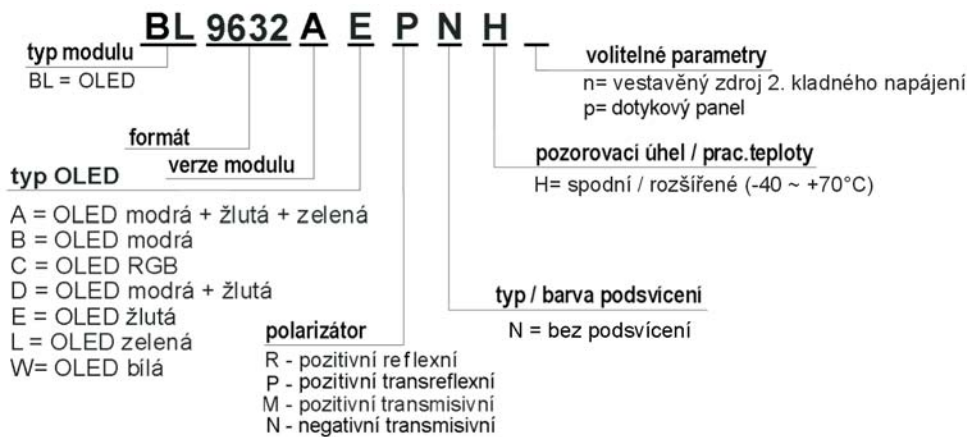 BL 9632 A E P N H _
typ modulu
BL = OLED
volitelné parametry
n= vestavěný zdroj 2. kladného napájení
p= dotykový panel
formát
verze modulu
pozorovací úhel / prac.teploty
H= spodní / rozšířené (-40 ~ +70°C)
typ OLED
A = OLED modrá + žlutá + zelená
B = OLED modrá
C = OLED RGB
D = OLED modrá + žlutá
E = OLED žlutá
L = OLED zelená
W= OLED bílá
typ / barva podsvícení
N = bez podsvícení
polarizátor
R - pozitivní reflexní
P - pozitivní transreflexní
M - pozitivní transmisivní
N - negativní transmisivní